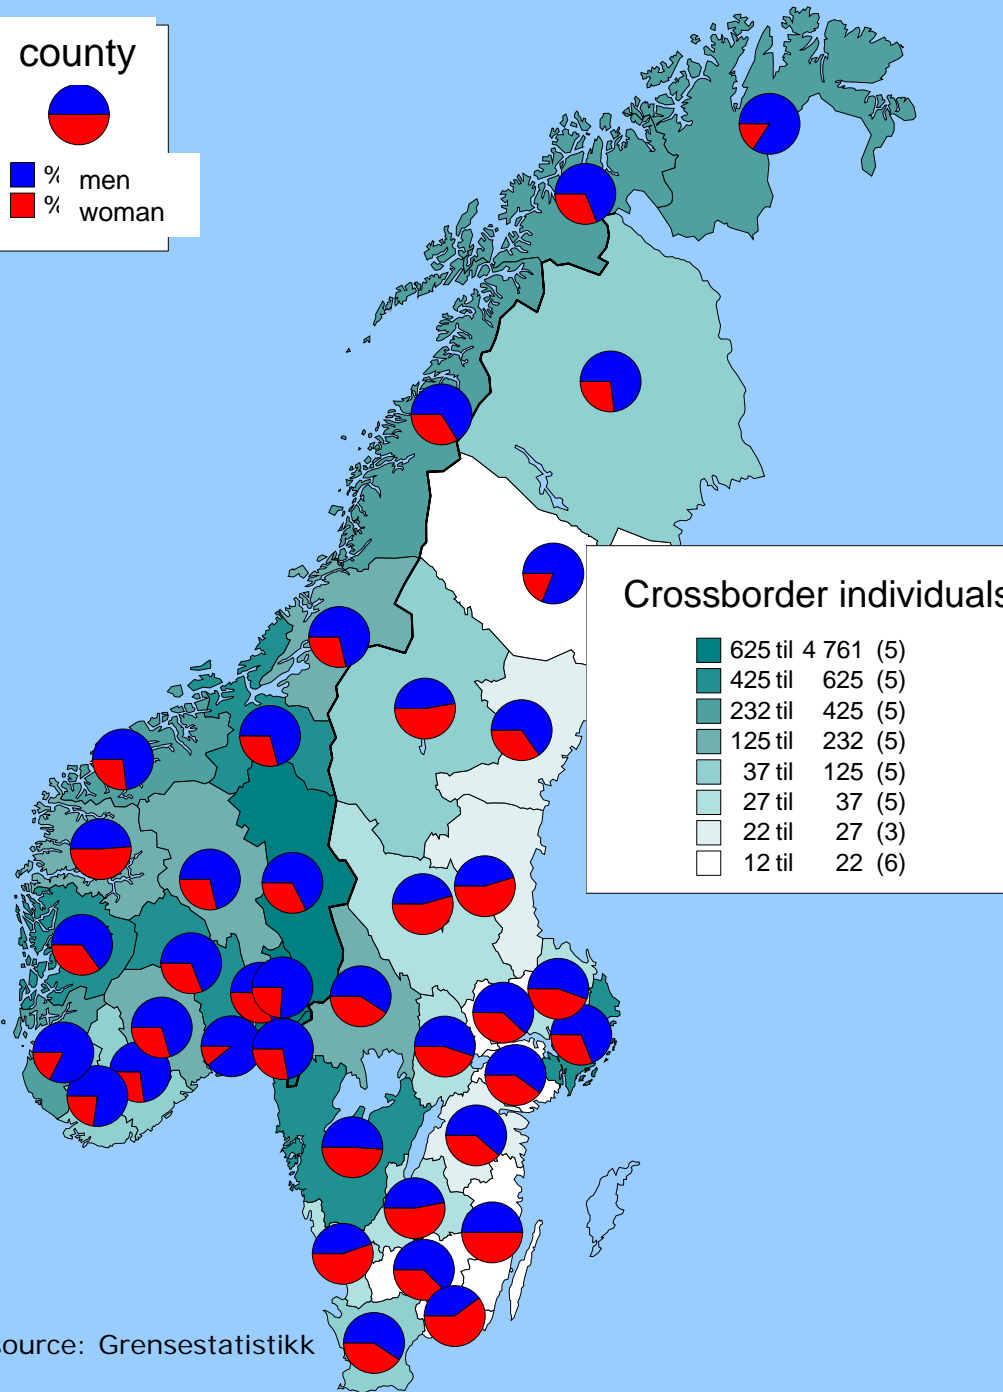 county
% men
% woman
Crossborder individuals
625 til 4 761 (5)
425 til 625 (5)
232 til 425 (5)
125 til 232 (5)
37 til 125 (5)
27 til 37 (5)
22 til 27 (3)
12 til 22 (6)
source: Grensestatistikk